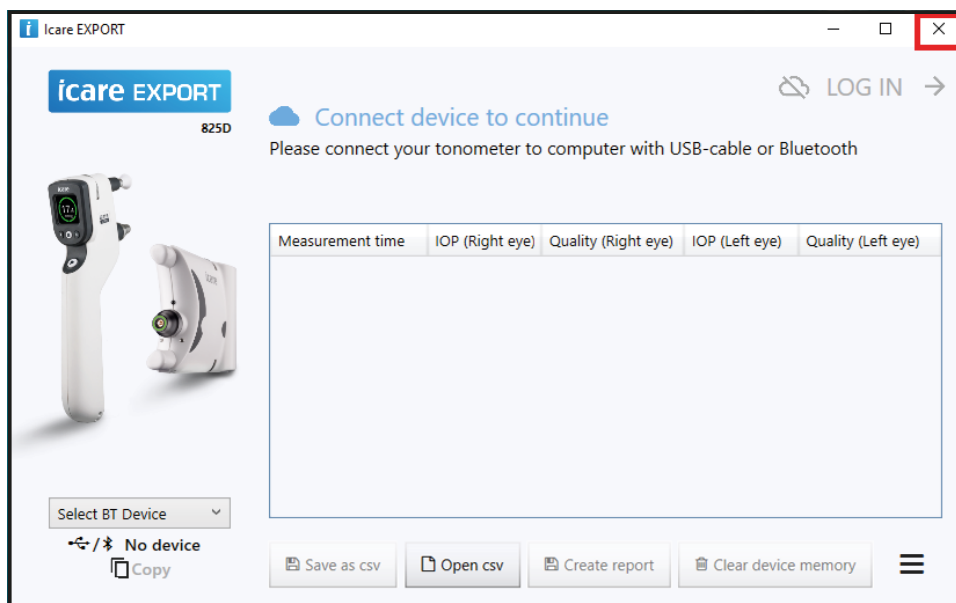 Icare EXPORT
icare EXPORT
825D
LOG IN
Connect device to continue
Please connect your tonometer to computer with USB-cable or Bluetooth
Measurement time IOP (Right eye) Quality (Right eye) IOP (Left eye) Quality (Left eye)
Select BT Device
No device
Copy
Save as csv Open csv Create report Clear device memory